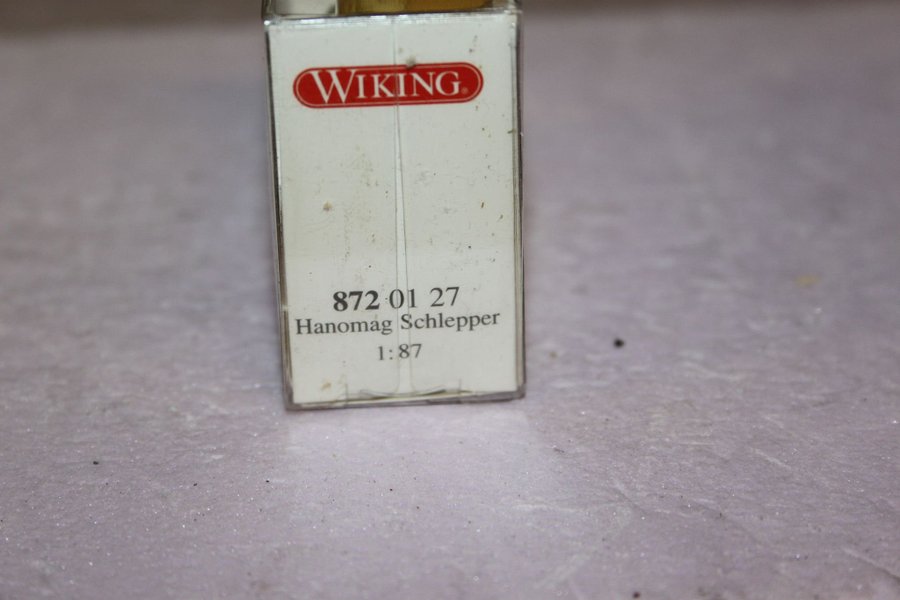 WIKING®
872 01 27
Hanomag Schlepper
1:87